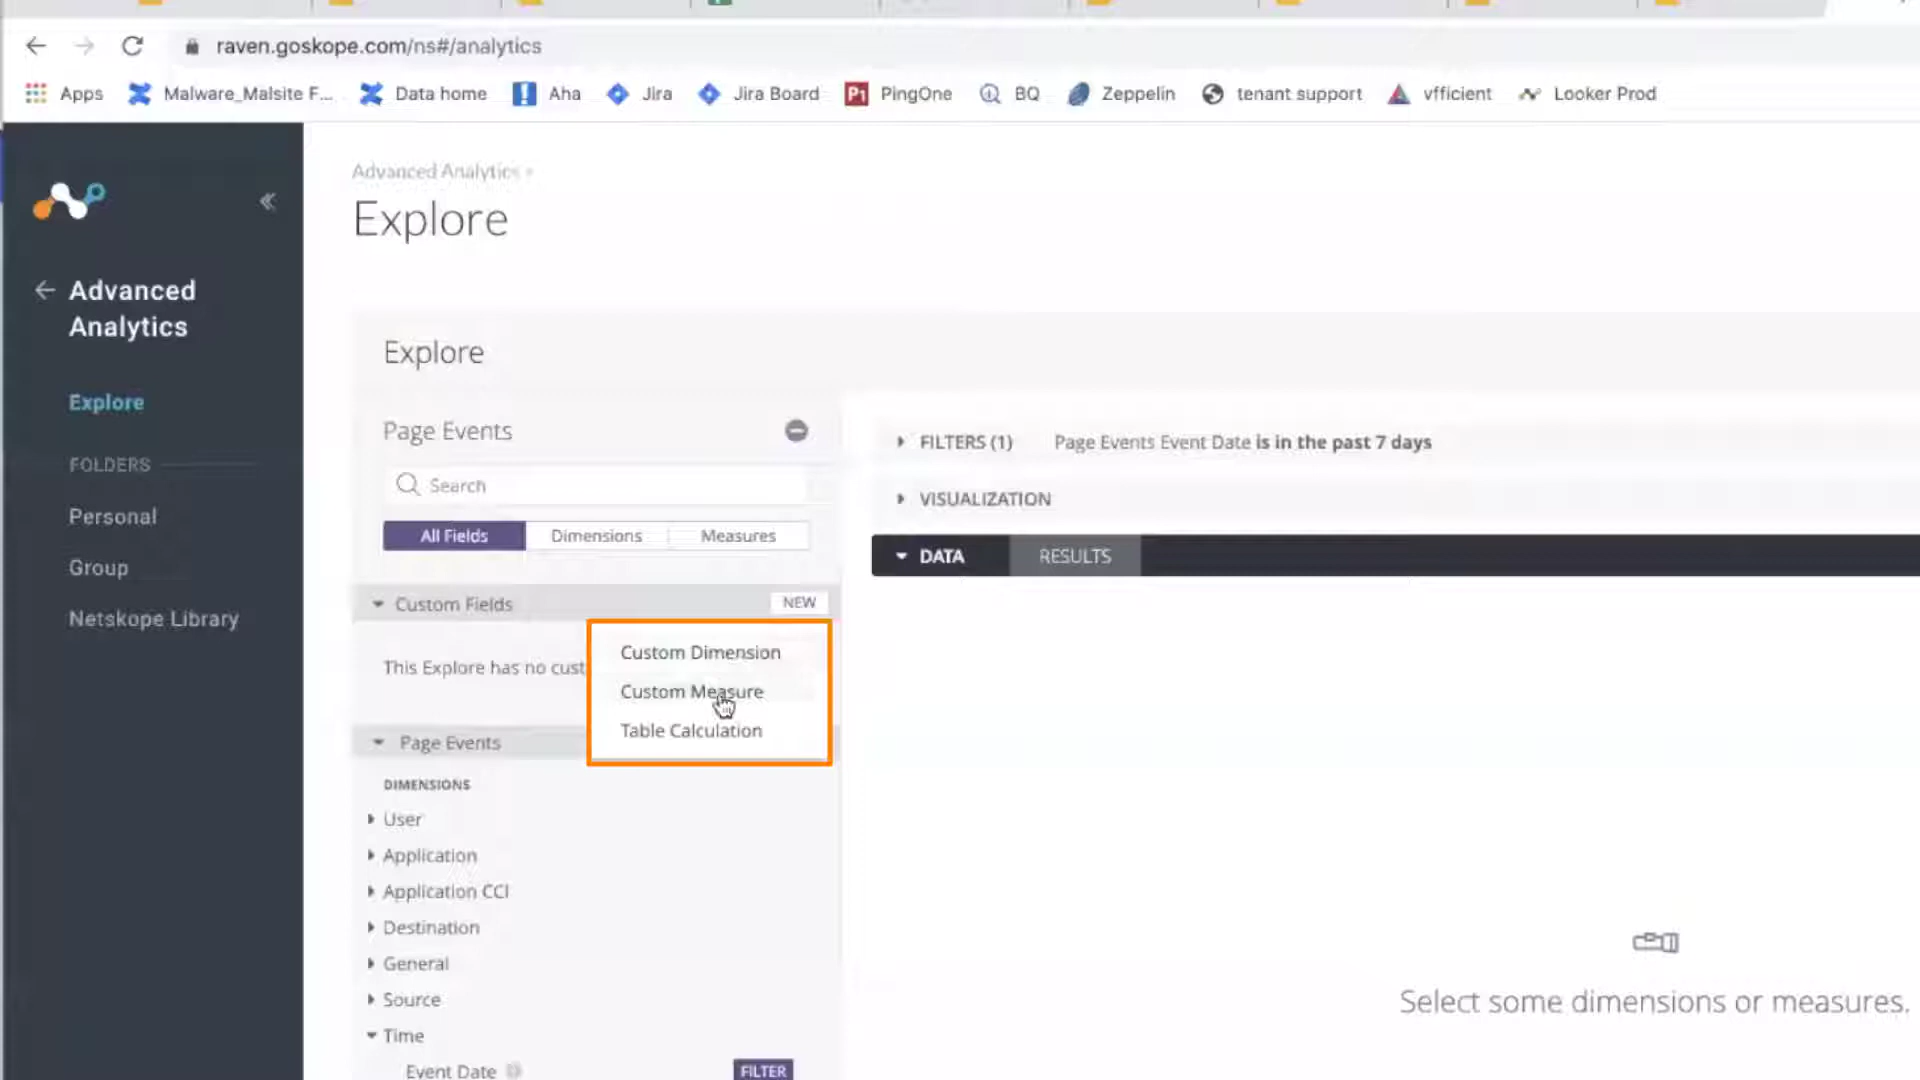 raven.goskope.com/ns#/analytics
Apps Malware_Malsite F... Data home Aha Jira Jira Board PingOne BQ Zeppelin tenant support vfficient Looker Prod
Advanced Analytics
Explore
Advanced
Analytics
Explore
FOLDERS
Personal
Group
Netskope Library
Explore
Page Events
Search
All Fields Dimensions Measures
Custom Fields NEW
This Explore has no cust
Custom Dimension
Custom Measure
Table Calculation
Page Events
DIMENSIONS
User
Application
Application CCI
Destination
General
Source
Time
Event Date FILTER
FILTERS (1) Page Events Event Date is in the past 7 days
VISUALIZATION
DATA RESULTS
Select some dimensions or measures.